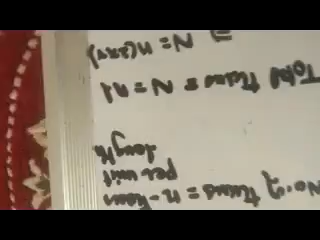 No. of turns = n - turns
per unit
length
Total turns = N = nl
⇒ N = n(2πr)